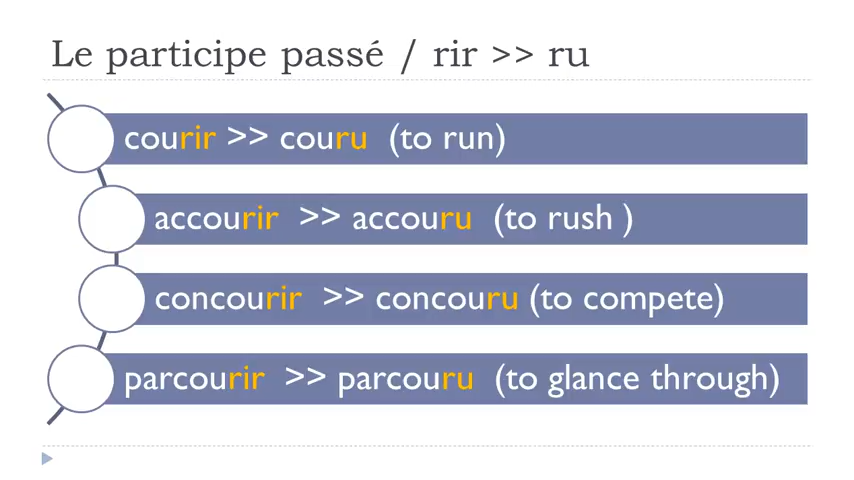 Le participe passé / rir >> ru
courir >> couru (to run)
accourir >> accouru (to rush )
concourir >> concouru (to compete)
parcourir >> parcouru (to glance through)